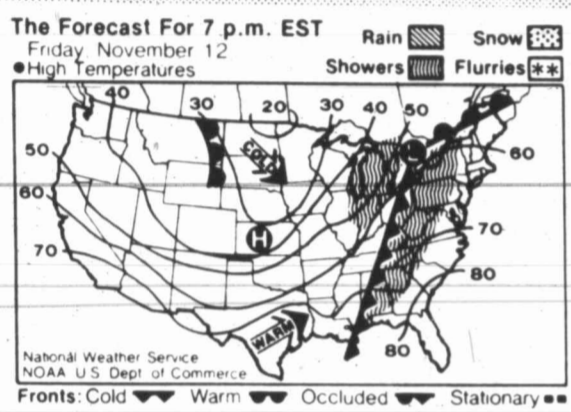 The Forecast For 7 p.m. EST
Friday, November 12
●High Temperatures
Rain
Snow
Showers
Flurries
40
30
20
30
40
50
50
60
60
70
70
80
80
COLD
L
H
WARM
National Weather Service
NOAA U S Dept of Commerce
Fronts: Cold Warm Occluded Stationary